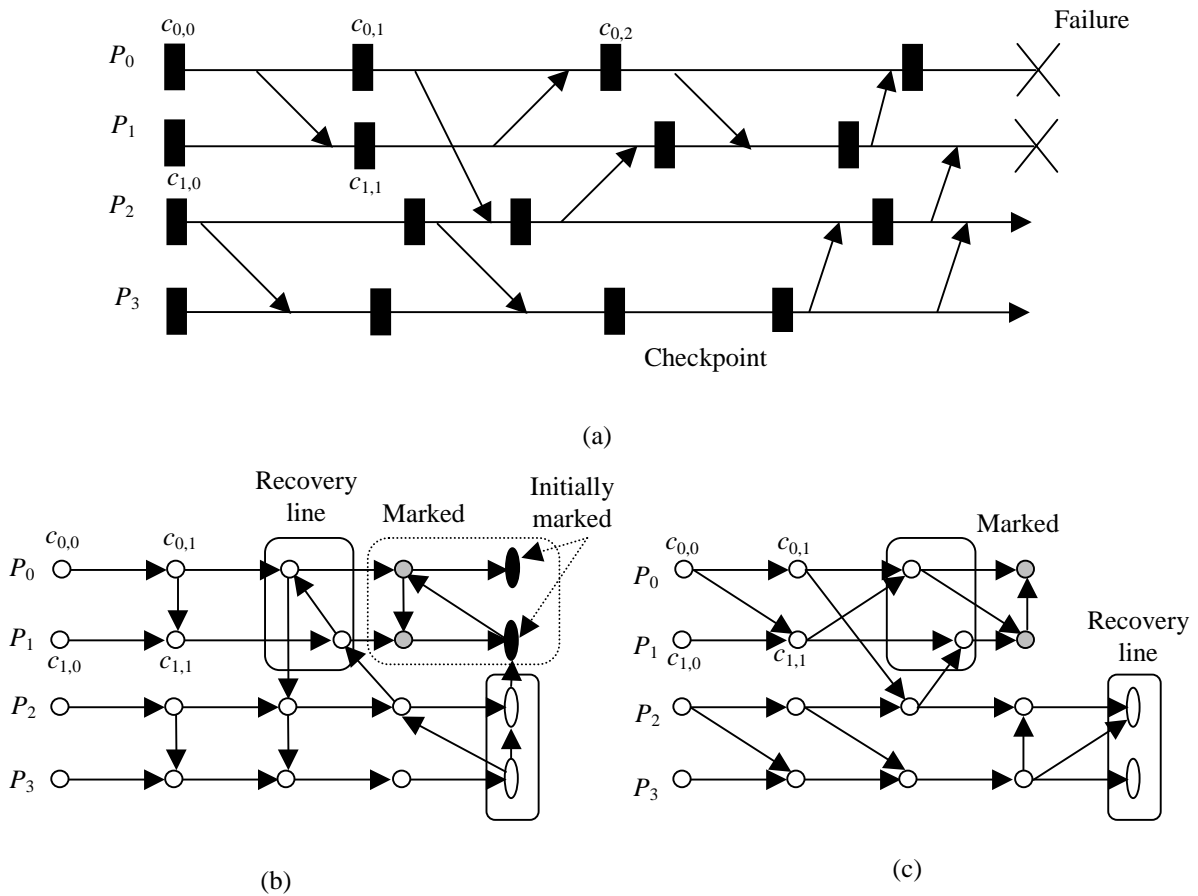 c0,0 c0,1 c0,2 Failure
P0
P1
c1,0 c1,1
P2
P3
Checkpoint
(a)
Recovery line
Marked
Initially marked
c0,0 c0,1
P0
P1
c1,0 c1,1
P2
P3
(b)
Marked
c0,0 c0,1
P0
P1
c1,0 c1,1
Recovery line
P2
P3
(c)